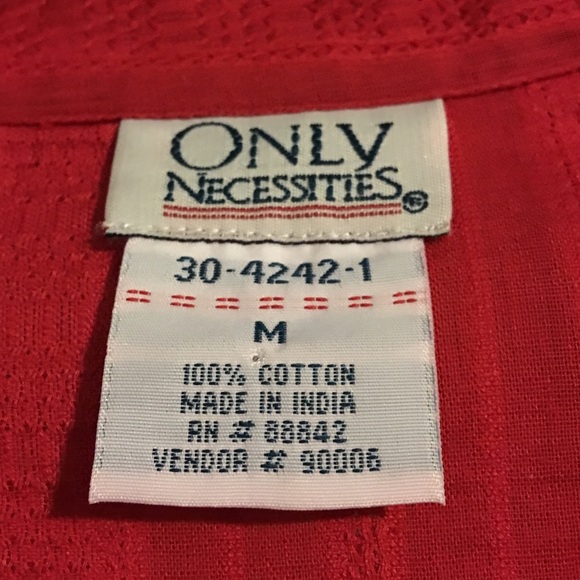 ONLY
NECESSITIES®
30-4242-1
M
100% COTTON
MADE IN INDIA
RN # 88842
VENDOR # 90006